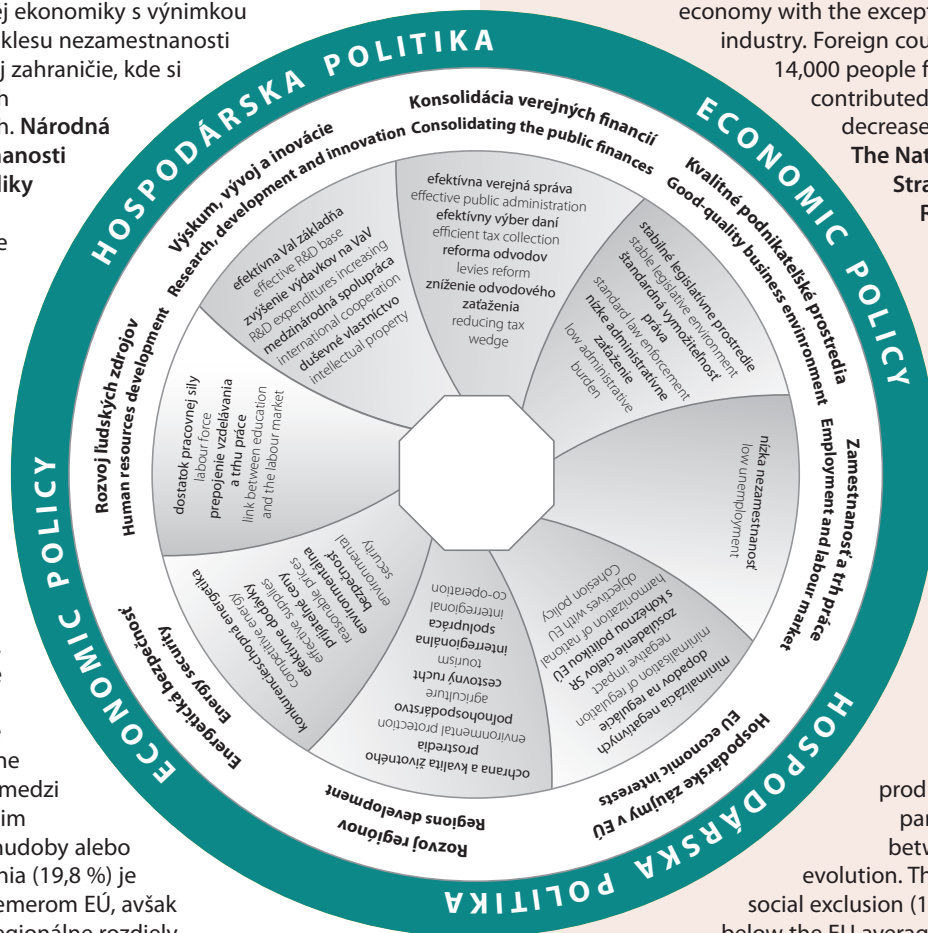 ej ekonomiky s výnimkou
klesu nezamestnanosti
j zahraničie, kde si
h
h. Národná
nanosti
liky
e
economy with the except
industry. Foreign cou
14,000 people f
contributed
decrease
The Nat
Stra
R
HOSPODÁRSKA POLITIKA
ECONOMIC POLICY
HOSPODÁRSKA POLITIKA
ECONOMIC POLICY
Konsolidácia verejných financií
Consolidating the public finances
efektívna verejná správa
effective public administration
efektívny výber daní
efficient tax collection
reforma odvodov
levies reform
zníženie odvodového
zaťaženia
reducing tax
wedge
Kvalitné podnikateľské prostredia
Good-quality business environment
stabilné legislatívne prostredie
stable legislative environment
štandardná vymožiteľnosť
práva
standard law enforcement
nízke administratívne
zaťaženie
low administrative
burden
Zamestnanosť a trh práce
Employment and labour market
nízka nezamestnanosť
low unemployment
Hospodárske záujmy v EÚ
EU economic interests
minimalizácia negatívnych
dopadov na regulácie
minimalisation of regulation
negative impact
zosúladenie cieľov SR
s kohéznou politikou EÚ
harmonization of national
objectives with EU
Cohesion policy
Rozvoj regiónov
Regions development
ochrana a kvalita životného
prostredia
environmental protection
poľnohospodárstvo
agriculture
cestovný ruch
tourism
interregionálna
spolupráca
interregional
co-operation
Energetická bezpečnosť
Energy security
konkurencieschopná energetika
competitive energy
efektívne dodávky
effective supplies
prijateľné ceny
reasonable prices
environmentálna
bezpečnosť
environmental
security
Rozvoj ľudských zdrojov
Human resources development
dostatok pracovnej sily
labour force
prepojenie vzdelávania
a trhu práce
link between education
and the labour market
Výskum, vývoj a inovácie
Research, development and innovation
efektívna VaI základňa
effective R&D base
zvýšenie výdavkov na VaV
R&D expenditures increasing
medzinárodná spolupráca
international cooperation
duševné vlastníctvo
intellectual property
ne
medzi
im
nudoby alebo
nia (19,8 %) je
emerom EÚ, avšak
egionálne rozdiely
prod
par
betw
evolution. Th
social exclusion (1
below the EU average